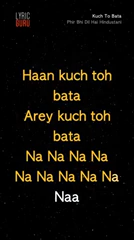 LYRIC
GURU
Kuch To Bata
Phir Bhi Dil Hai Hindustani
Haan kuch toh
bata
Arey kuch toh
bata
Na Na Na Na
Na Na Na Na Na
Naa